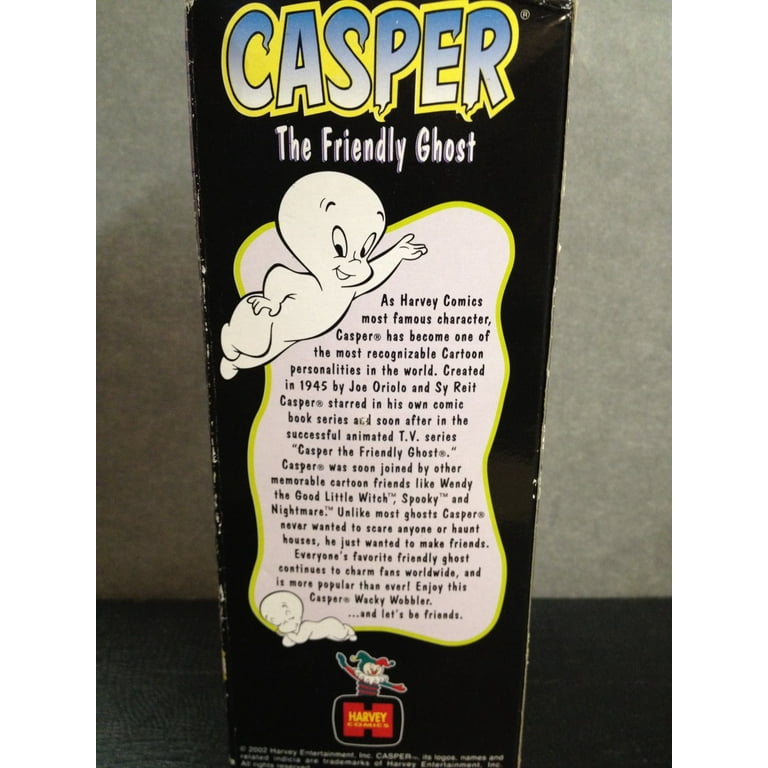 CASPER®
The Friendly Ghost
As Harvey Comics
most famous character,
Casper® has become one of
the most recognizable Cartoon
personalities in the world. Created
in 1945 by Joe Oriolo and Sy Reit
Casper® starred in his own comic
book series and soon after in the
successful animated T.V. series
"Casper the Friendly Ghost®."
Casper® was soon joined by other
memorable cartoon friends like Wendy
the Good Little Witch™, Spooky™ and
Nightmare.™ Unlike most ghosts Casper®
never wanted to scare anyone or haunt
houses, he just wanted to make friends.
Everyone's favorite friendly ghost
continues to charm fans worldwide, and
is more popular than ever! Enjoy this
Casper® Wacky Wobbler.
...and let's be friends.
HARVEY
COMICS
© 2002 Harvey Entertainment, Inc. CASPER™, its logos, names and
related indicia are trademarks of Harvey Entertainment, Inc.
All rights reserved.